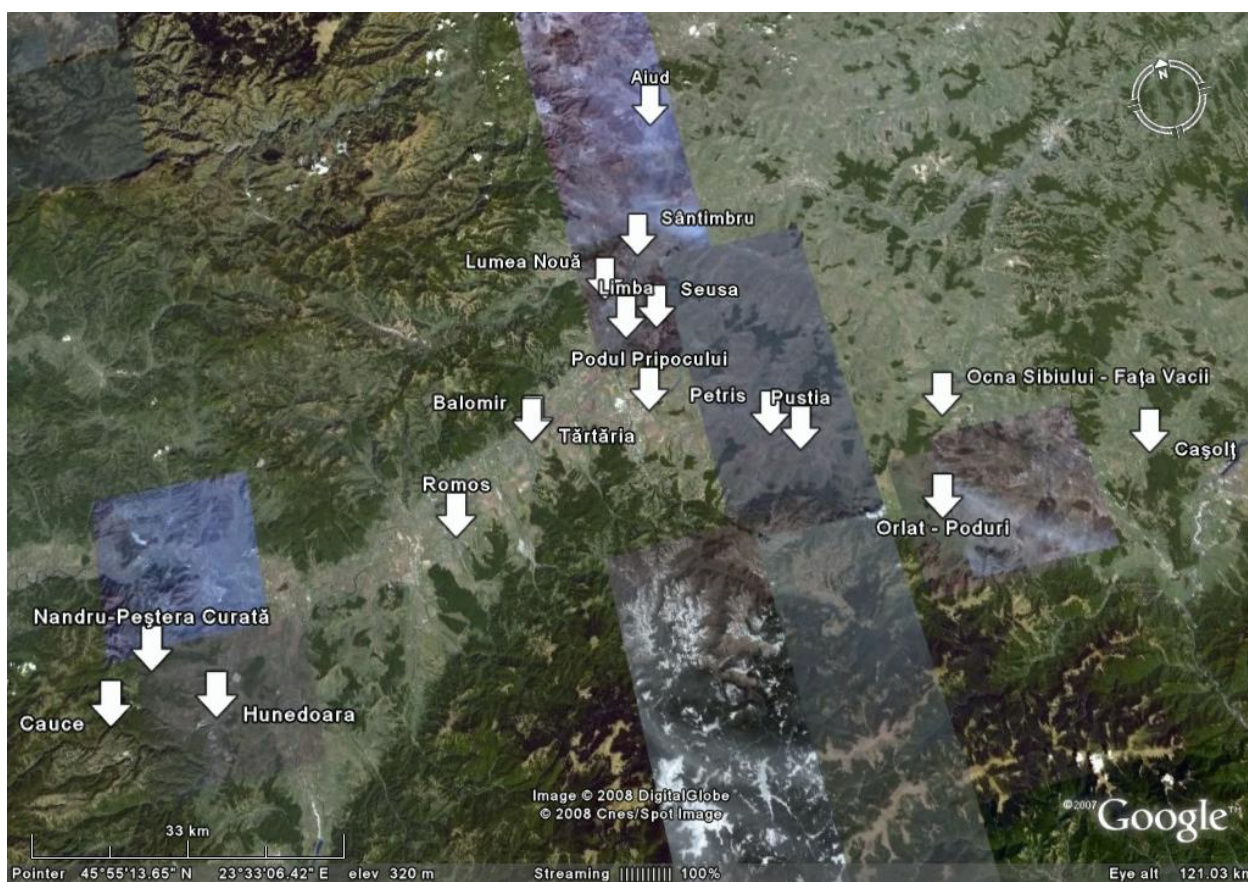 Aiud
N
Sântimbru
Lumea Nouă
Limba
Seusa
Podul Pripocului
Ocna Sibiului - Faţa Vacii
Petris
Pustia
Balomir
Tărtăria
Caşolţ
Romos
Orlat - Poduri
Nandru-Peştera Curată
Cauce
Hunedoara
Image © 2008 DigitalGlobe
© 2008 Cnes/Spot Image
©2007 Google™
33 km
Pointer 45°55'13.65" N 23°33'06.42" E elev 320 m Streaming |||||||||| 100% Eye alt 121.03 km